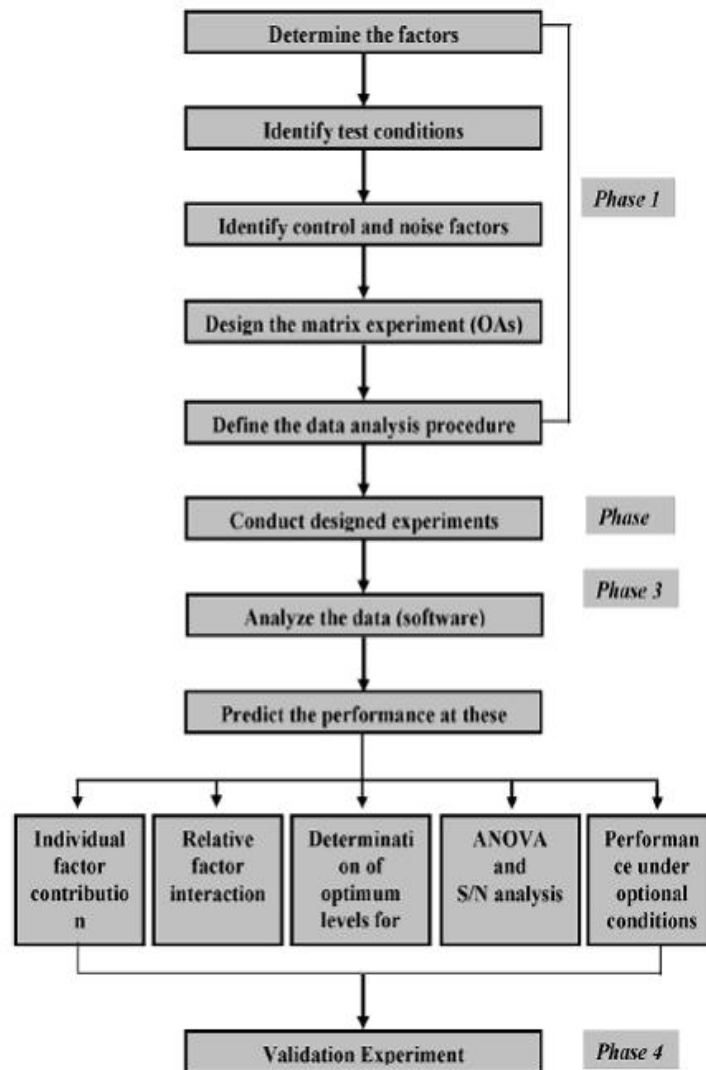 Determine the factors
Identify test conditions
Phase 1
Identify control and noise factors
Design the matrix experiment (OAs)
Define the data analysis procedure
Conduct designed experiments
Phase
Phase 3
Analyze the data (software)
Predict the performance at these
Individual
factor
contributio
n
Relative
factor
interaction
Determinati
on of
optimum
levels for
ANOVA
and
S/N analysis
Performan
ce under
optional
conditions
Validation Experiment
Phase 4